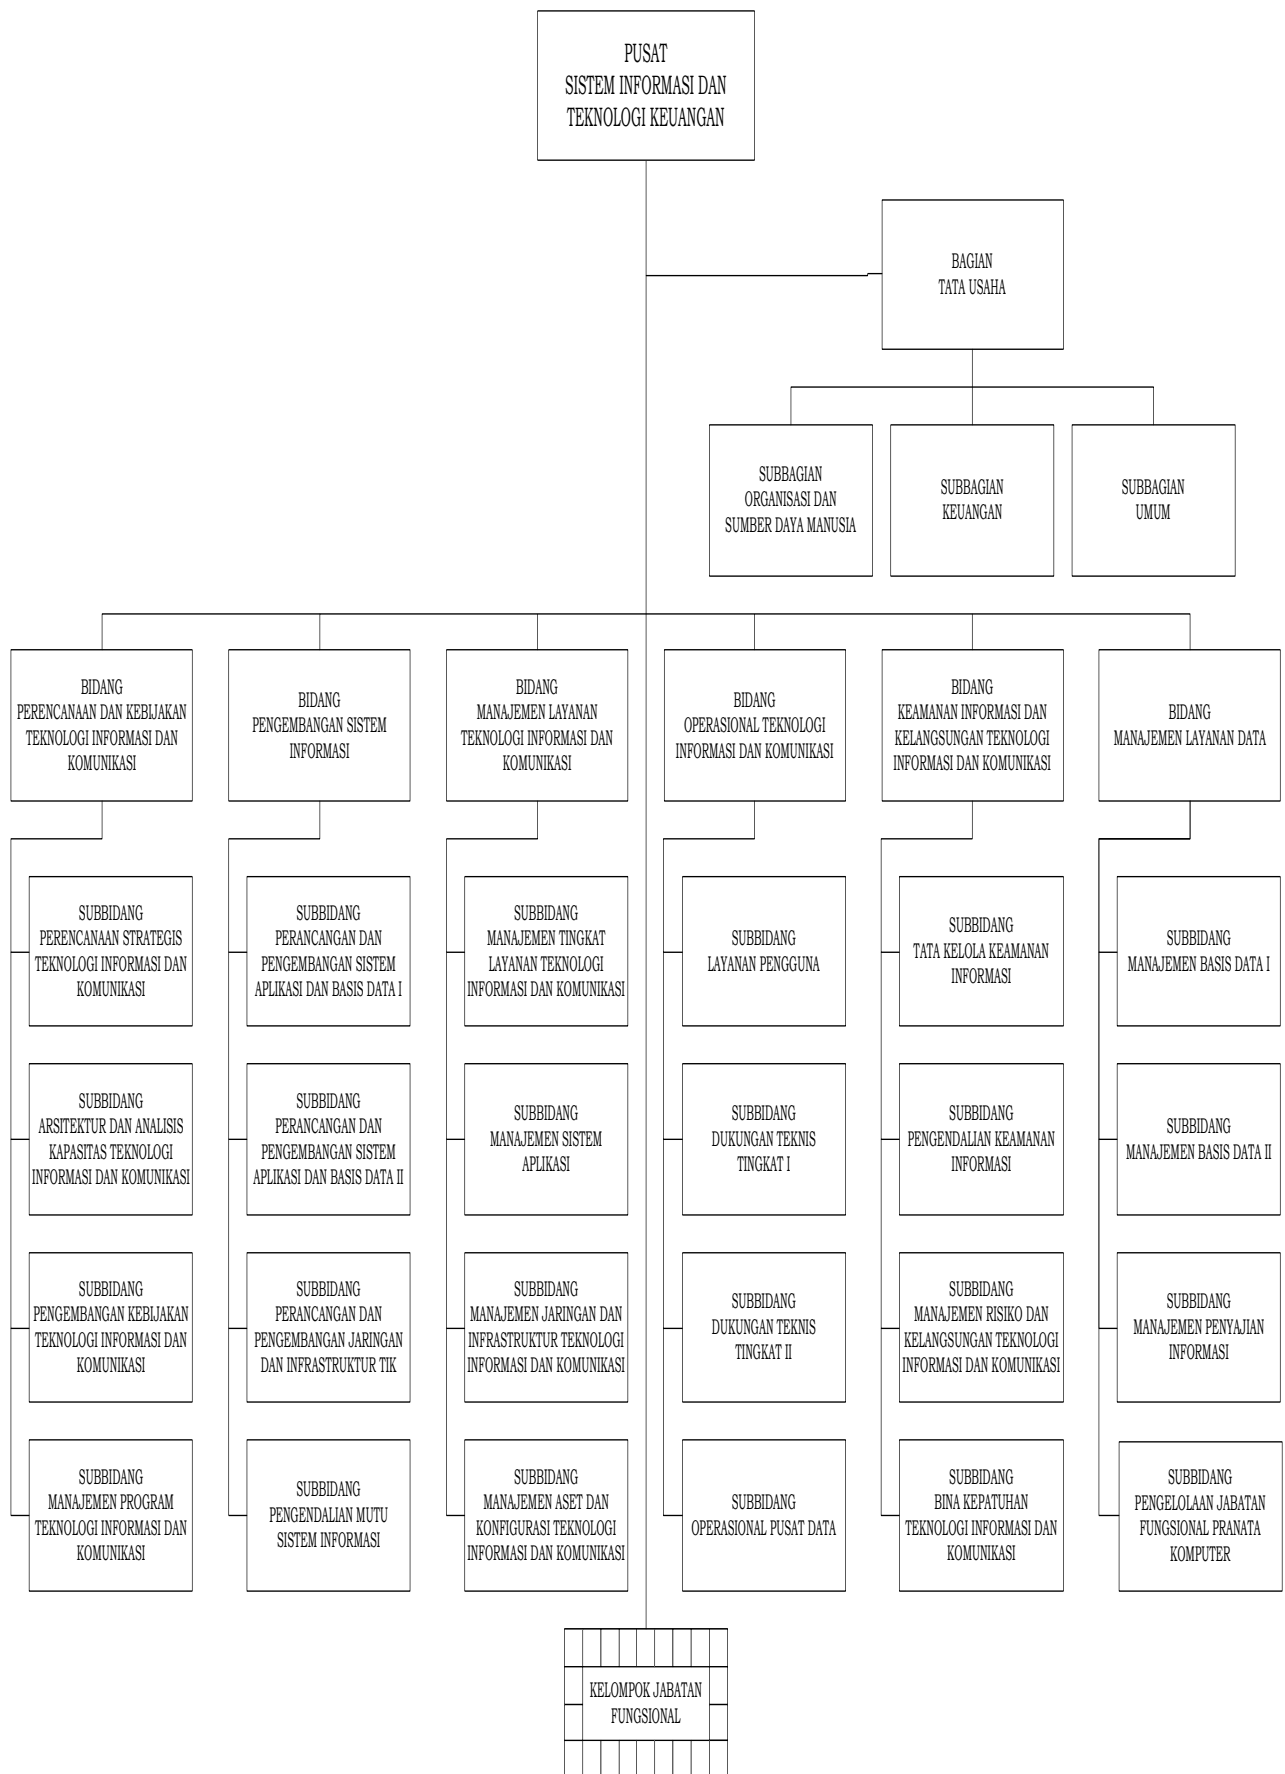 PUSAT
SISTEM INFORMASI DAN
TEKNOLOGI KEUANGAN
BAGIAN
TATA USAHA
SUBBAGIAN
ORGANISASI DAN
SUMBER DAYA MANUSIA
SUBBAGIAN
KEUANGAN
SUBBAGIAN
UMUM
BIDANG
PERENCANAAN DAN KEBIJAKAN
TEKNOLOGI INFORMASI DAN
KOMUNIKASI
BIDANG
PENGEMBANGAN SISTEM
INFORMASI
BIDANG
MANAJEMEN LAYANAN
TEKNOLOGI INFORMASI DAN
KOMUNIKASI
BIDANG
OPERASIONAL TEKNOLOGI
INFORMASI DAN KOMUNIKASI
BIDANG
KEAMANAN INFORMASI DAN
KELANGSUNGAN TEKNOLOGI
INFORMASI DAN KOMUNIKASI
BIDANG
MANAJEMEN LAYANAN DATA
SUBBIDANG
PERENCANAAN STRATEGIS
TEKNOLOGI INFORMASI DAN
KOMUNIKASI
SUBBIDANG
PERANCANGAN DAN
PENGEMBANGAN SISTEM
APLIKASI DAN BASIS DATA I
SUBBIDANG
MANAJEMEN TINGKAT
LAYANAN TEKNOLOGI
INFORMASI DAN KOMUNIKASI
SUBBIDANG
LAYANAN PENGGUNA
SUBBIDANG
TATA KELOLA KEAMANAN
INFORMASI
SUBBIDANG
MANAJEMEN BASIS DATA I
SUBBIDANG
ARSITEKTUR DAN ANALISIS
KAPASITAS TEKNOLOGI
INFORMASI DAN KOMUNIKASI
SUBBIDANG
PERANCANGAN DAN
PENGEMBANGAN SISTEM
APLIKASI DAN BASIS DATA II
SUBBIDANG
MANAJEMEN SISTEM
APLIKASI
SUBBIDANG
DUKUNGAN TEKNIS
TINGKAT I
SUBBIDANG
PENGENDALIAN KEAMANAN
INFORMASI
SUBBIDANG
MANAJEMEN BASIS DATA II
SUBBIDANG
PENGEMBANGAN KEBIJAKAN
TEKNOLOGI INFORMASI DAN
KOMUNIKASI
SUBBIDANG
PERANCANGAN DAN
PENGEMBANGAN JARINGAN
DAN INFRASTRUKTUR TIK
SUBBIDANG
MANAJEMEN JARINGAN DAN
INFRASTRUKTUR TEKNOLOGI
INFORMASI DAN KOMUNIKASI
SUBBIDANG
DUKUNGAN TEKNIS
TINGKAT II
SUBBIDANG
MANAJEMEN RISIKO DAN
KELANGSUNGAN TEKNOLOGI
INFORMASI DAN KOMUNIKASI
SUBBIDANG
MANAJEMEN PENYAJIAN
INFORMASI
SUBBIDANG
MANAJEMEN PROGRAM
TEKNOLOGI INFORMASI DAN
KOMUNIKASI
SUBBIDANG
PENGENDALIAN MUTU
SISTEM INFORMASI
SUBBIDANG
MANAJEMEN ASET DAN
KONFIGURASI TEKNOLOGI
INFORMASI DAN KOMUNIKASI
SUBBIDANG
OPERASIONAL PUSAT DATA
SUBBIDANG
BINA KEPATUHAN
TEKNOLOGI INFORMASI DAN
KOMUNIKASI
SUBBIDANG
PENGELOLAAN JABATAN
FUNGSIONAL PRANATA
KOMPUTER
KELOMPOK JABATAN
FUNGSIONAL